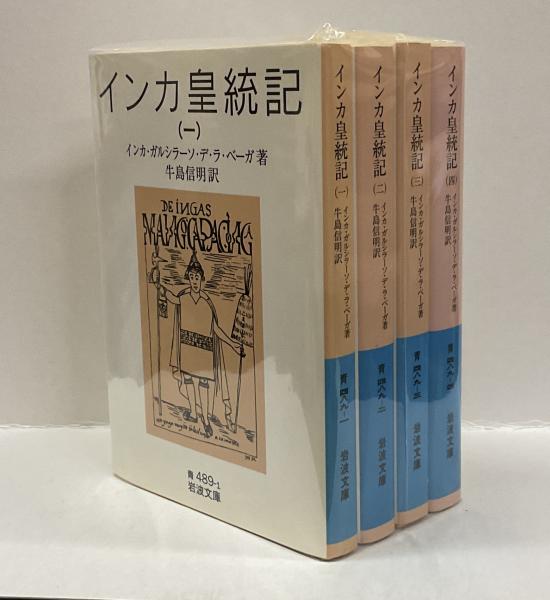 インカ皇統記
(一)
インカ・ガルシラーソ・デ・ラ・ベーガ著
牛島信明訳
DE INGAS
MANGOCAPACING
青 489-1
岩波文庫
インカ皇統記(一)
インカ・ガルシラーソ・デ・ラ・ベーガ著
牛島信明訳
青 四八九-一
岩波文庫
インカ皇統記(二)
インカ・ガルシラーソ・デ・ラ・ベーガ著
牛島信明訳
青 四八九-二
岩波文庫
インカ皇統記(三)
インカ・ガルシラーソ・デ・ラ・ベーガ著
牛島信明訳
青 四八九-三
岩波文庫
インカ皇統記(四)
インカ・ガルシラーソ・デ・ラ・ベーガ著
牛島信明訳
青 四八九-四
岩波文庫